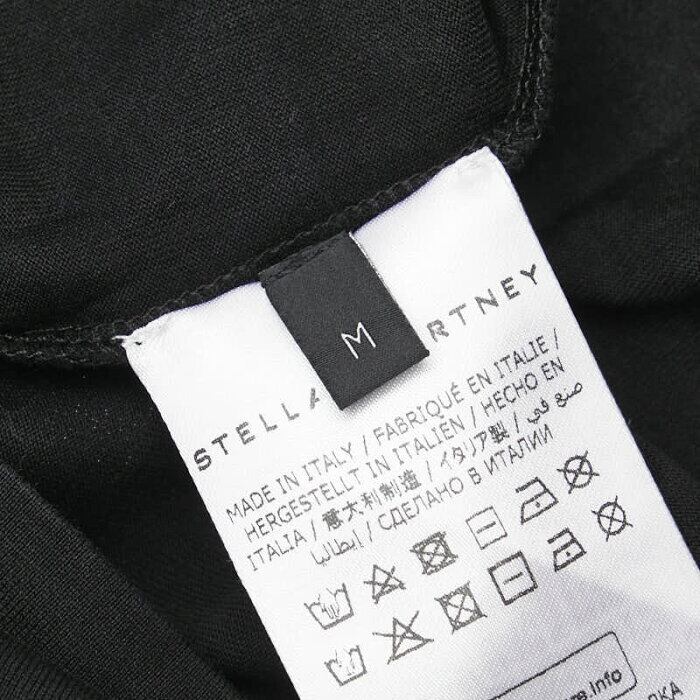 M
STELLA RTNEY
MADE IN ITALY / FABRIQUÉ EN ITALIE /
HERGESTELLT IN ITALIEN / HECHO EN
ITALIA / 意大利制造 / イタリア製 / صنع في
إيطاليا / СДЕЛАНО В ИТАЛИИ